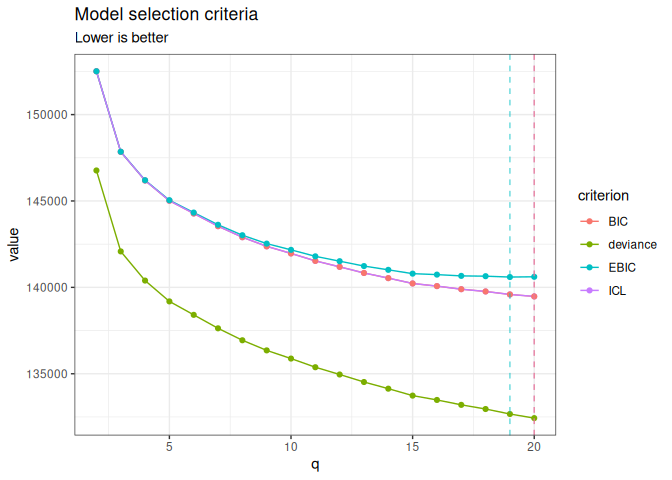 Model selection criteria
Lower is better
150000
145000
140000
135000
value
5
10
15
20
q
criterion
BIC
deviance
EBIC
ICL